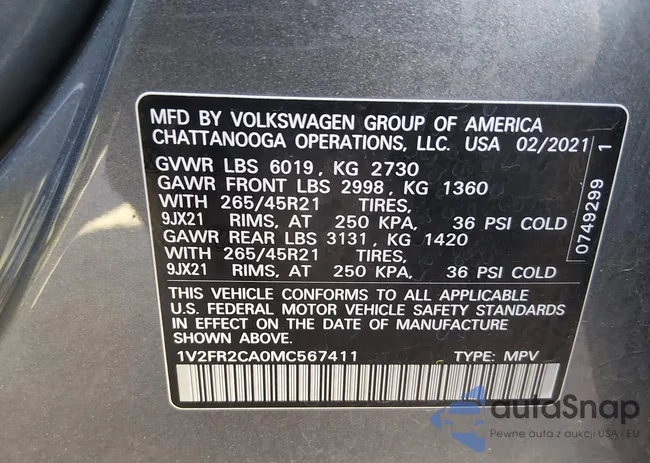 MFD BY VOLKSWAGEN GROUP OF AMERICA
CHATTANOOGA OPERATIONS, LLC. USA 02/2021
GVWR LBS 6019, KG 2730
GAWR FRONT LBS 2998, KG 1360
WITH 265/45R21 TIRES,
9JX21 RIMS, AT 250 KPA, 36 PSI COLD
GAWR REAR LBS 3131, KG 1420
WITH 265/45R21 TIRES,
9JX21 RIMS, AT 250 KPA, 36 PSI COLD
THIS VEHICLE CONFORMS TO ALL APPLICABLE
U.S. FEDERAL MOTOR VEHICLE SAFETY STANDARDS
IN EFFECT ON THE DATE OF MANUFACTURE
SHOWN ABOVE.
1V2FR2CA0MC567411 TYPE: MPV
0749299 1
autoSnap
Pewne auta z aukcji USA - EU